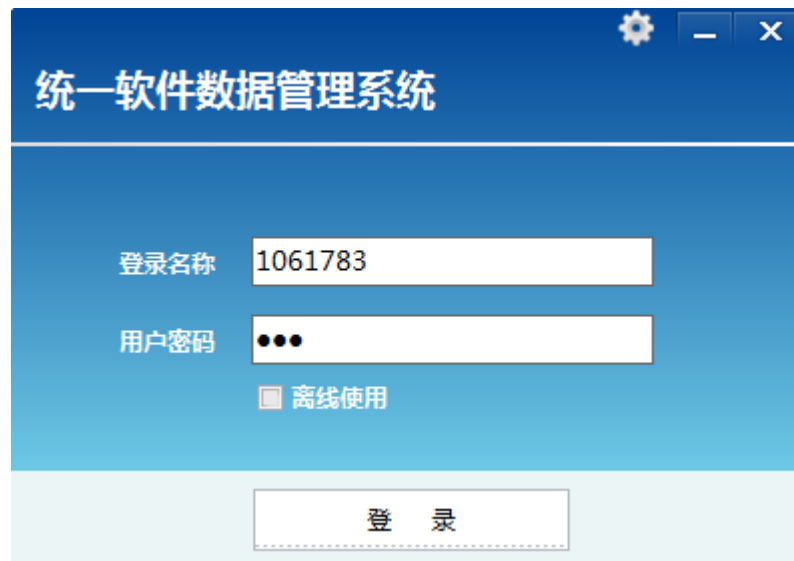 统一软件数据管理系统
登录名称 1061783
用户密码 ●●●
离线使用
登 录